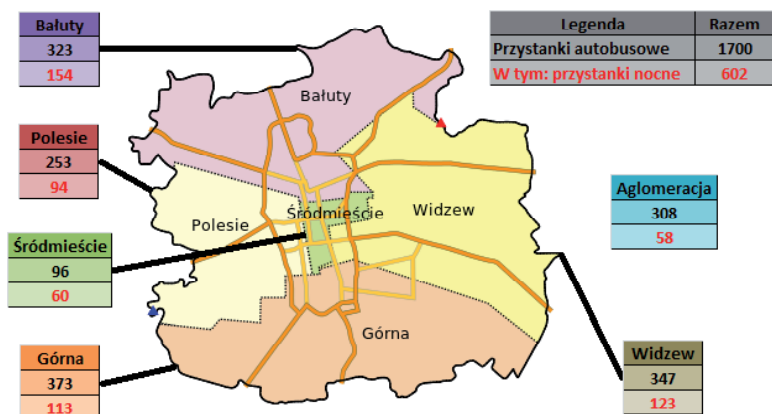 Bałuty
323
154
Legenda Razem
Przystanki autobusowe 1700
W tym: przystanki nocne 602
Bałuty
Polesie
253
94
Aglomeracja
308
58
Polesie
Śródmieście
Widzew
Śródmieście
96
60
Górna
Górna
373
113
Widzew
347
123